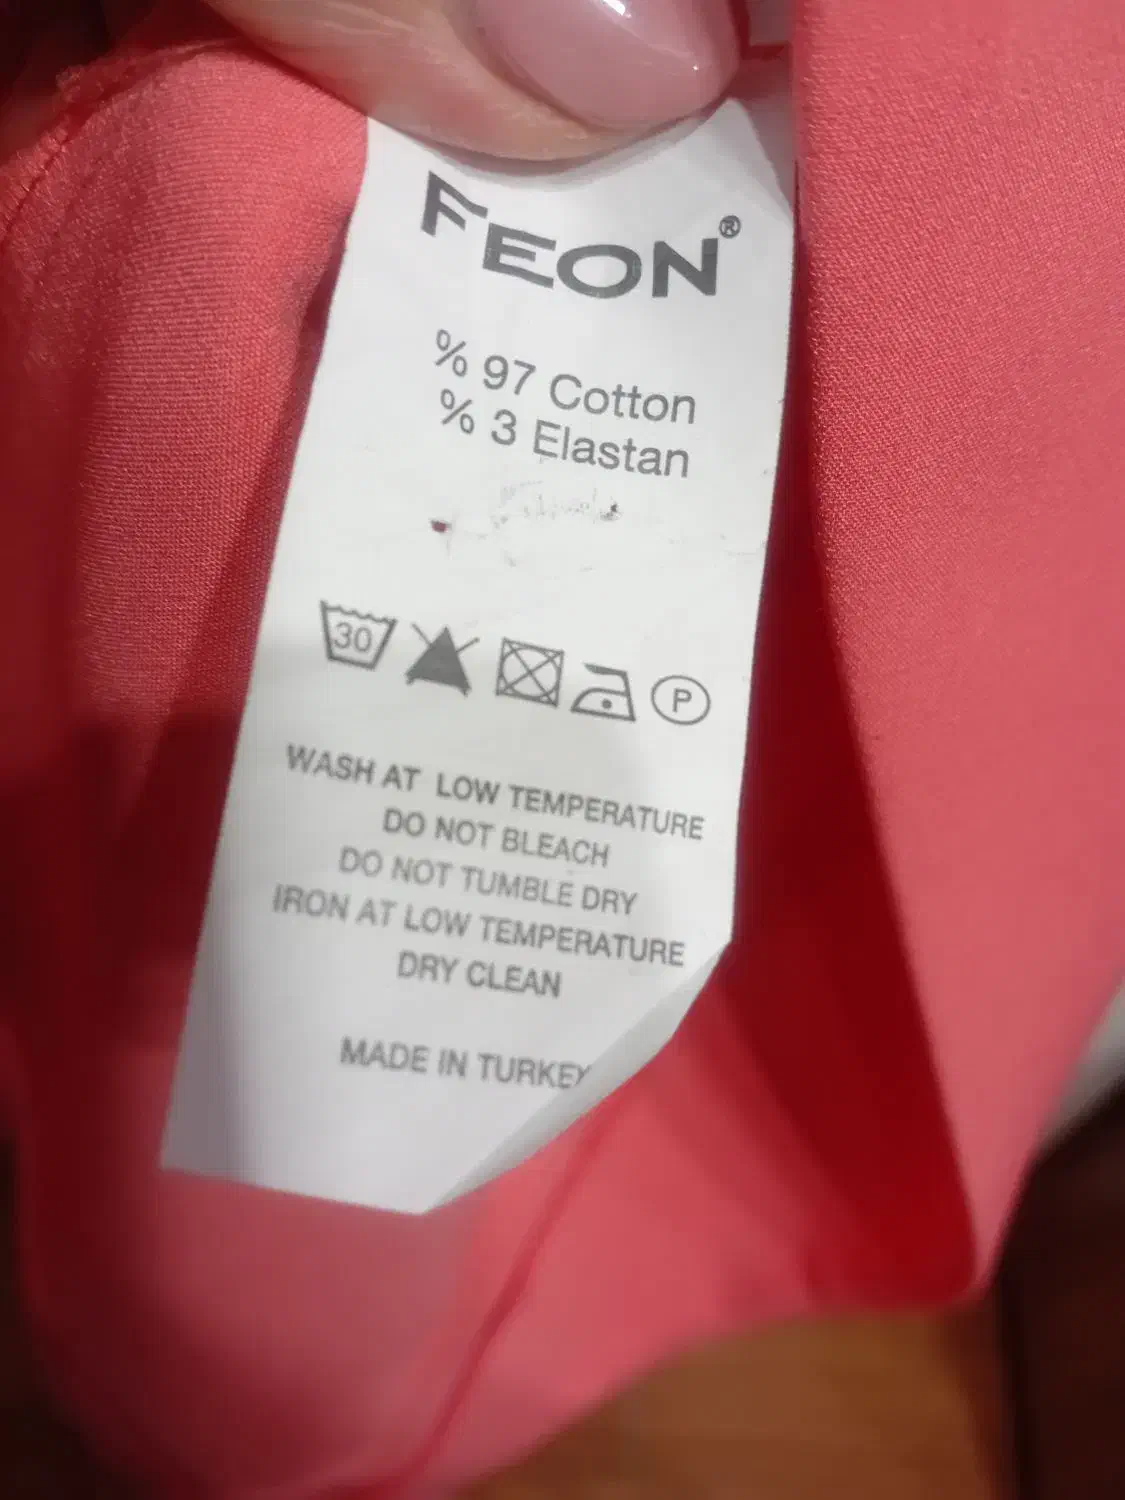 FEON®
% 97 Cotton
% 3 Elastan
30 P
WASH AT LOW TEMPERATURE
DO NOT BLEACH
DO NOT TUMBLE DRY
IRON AT LOW TEMPERATURE
DRY CLEAN
MADE IN TURKEY